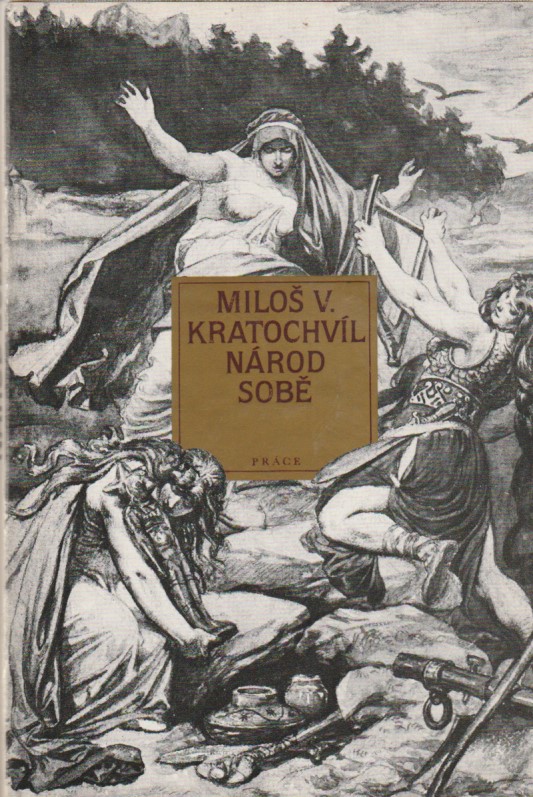 MILOŠ V.
KRATOCHVÍL
NÁROD
SOBĚ
PRÁCE